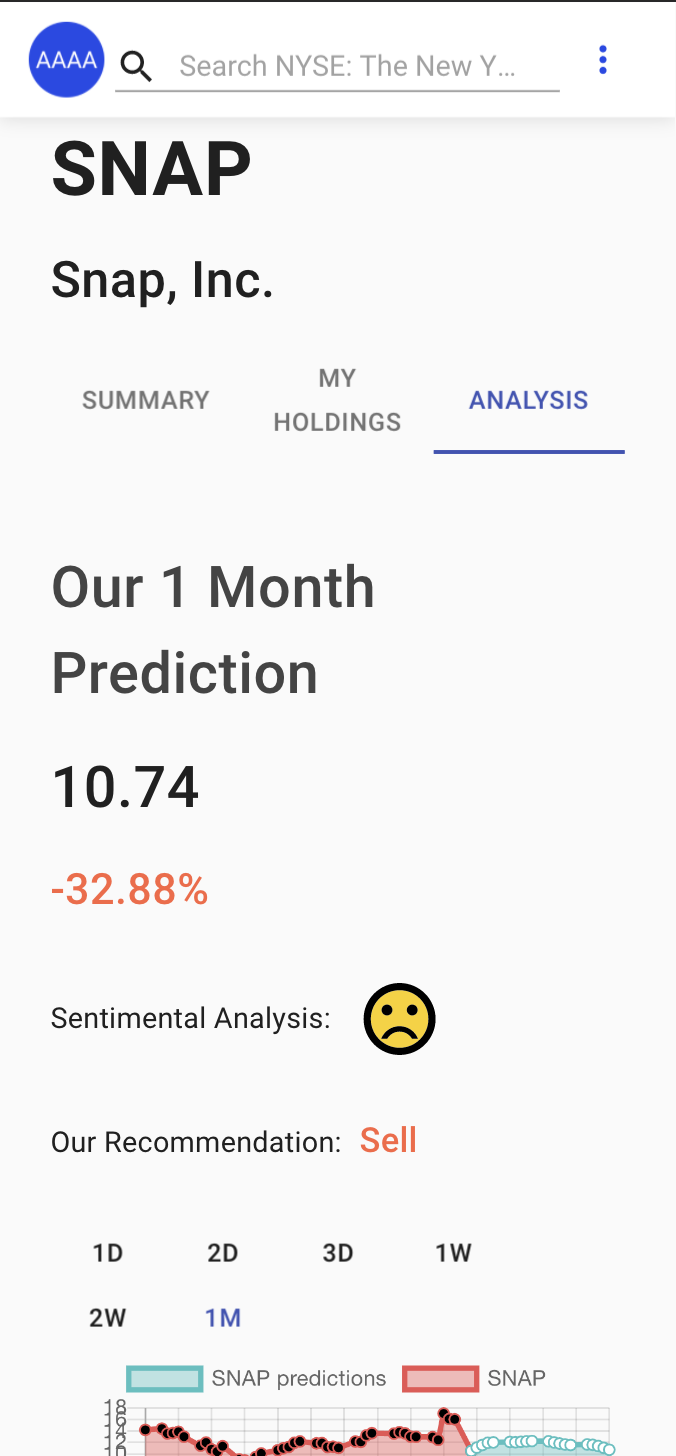 AAAA
Search NYSE: The New Y...
SNAP
Snap, Inc.
SUMMARY
MY
HOLDINGS
ANALYSIS
Our 1 Month
Prediction
10.74
-32.88%
Sentimental Analysis:
Our Recommendation: Sell
1D 2D 3D 1W
2W 1M
SNAP predictions SNAP
18
16
14
12
10